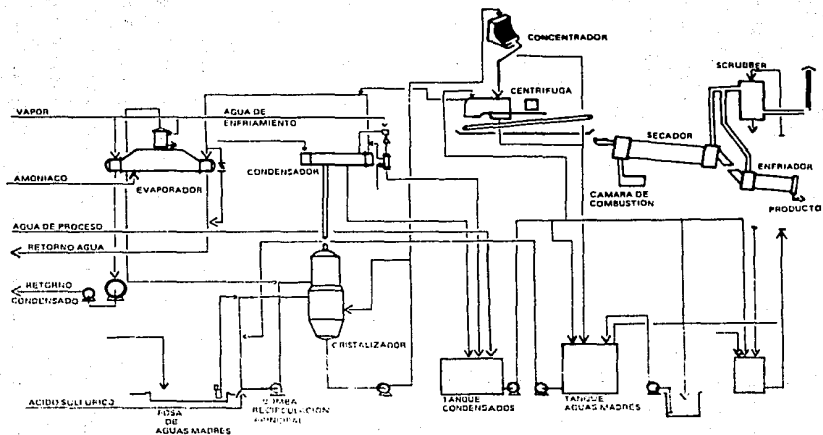 CONCENTRADOR
SCRUBBER
CENTRIFUGA
VAPOR
AGUA DE
ENFRIAMIENTO
SECADOR
CONDENSADOR
ENFRIADOR
AMONIACO
EVAPORADOR
CAMARA DE
COMBUSTION
PRODUCTO
AGUA DE PROCESO
RETORNO AGUA
RETORNO
CONDENSADO
CRISTALIZADOR
ACIDO SULFURICO
FOSA
DE
AGUAS MADRES
BOMBA
RECIRCULACION
PRINCIPAL
TANQUE
CONDENSADOS
TANQUE
AGUAS MADRES